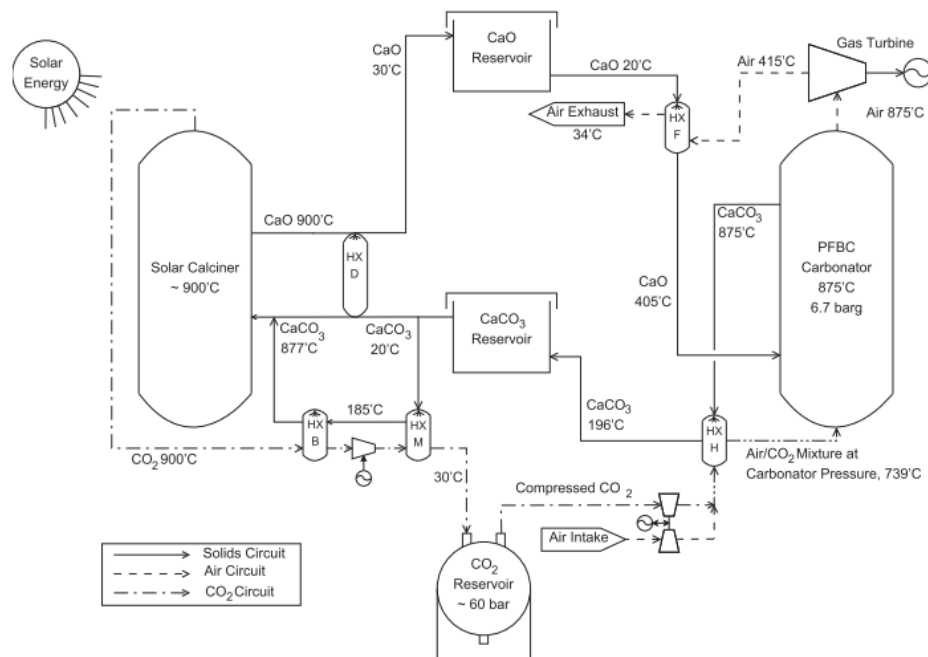 Solar
Energy
CaO
30°C
CaO
Reservoir
CaO 20°C
Air 415°C
Gas Turbine
Air Exhaust
34°C
HX
F
Air 875°C
CaO 900°C
CaCO3
875°C
Solar Calciner
~ 900°C
HX
D
PFBC
Carbonator
875°C
6.7 barg
CaO
405°C
CaCO3
877°C
CaCO3
20°C
CaCO3
Reservoir
CaCO3
196°C
185°C
HX
B
HX
M
HX
H
CO2 900°C
30°C
Air/CO2 Mixture at
Carbonator Pressure, 739°C
Compressed CO 2
Air Intake
CO2
Reservoir
~ 60 bar
Solids Circuit
Air Circuit
CO2 Circuit